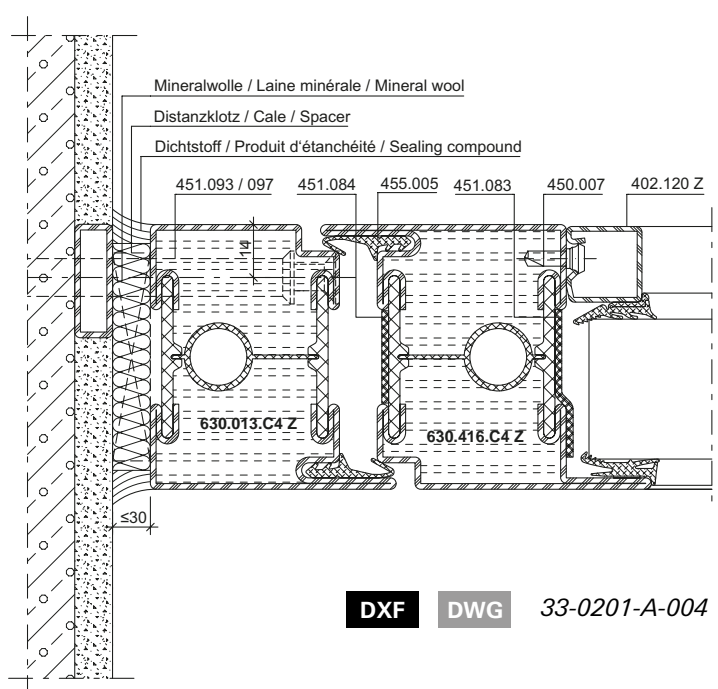 Mineralwolle / Laine minérale / Mineral wool
Distanzklotz / Cale / Spacer
Dichtstoff / Produit d‘étanchéité / Sealing compound
451.093 / 097 451.084 455.005 451.083 450.007 402.120 Z
14
630.013.C4 Z 630.416.C4 Z
≤30
DXF DWG 33-0201-A-004